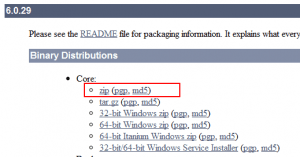 6.0.29
Please see the README file for packaging information. It explains what every
Binary Distributions
Core:
zip (pgp, md5)
tar.gz (pgp, md5)
32-bit Windows zip (pgp, md5)
64-bit Windows zip (pgp, md5)
64-bit Itanium Windows zip (pgp, md5)
32-bit/64-bit Windows Service Installer (pgp, md5)